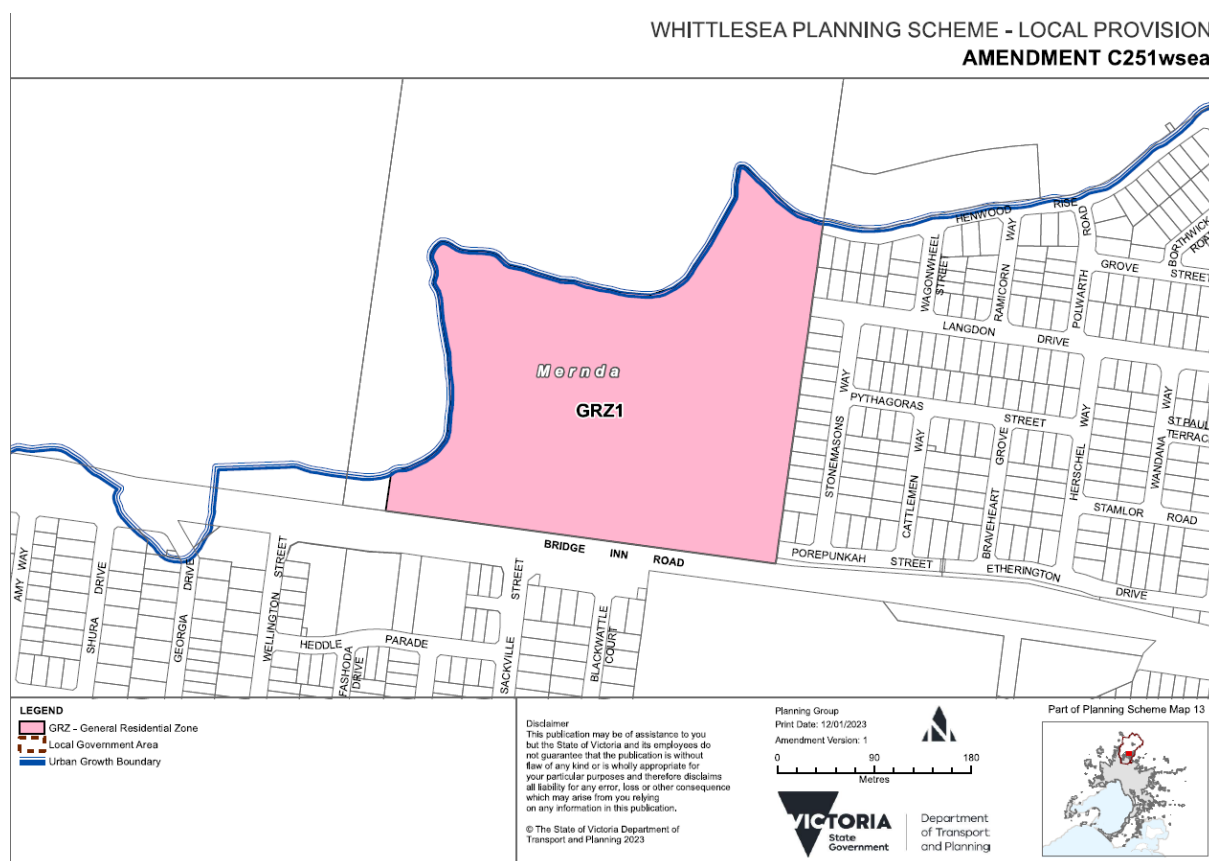 WHITTLESEA PLANNING SCHEME - LOCAL PROVISION
AMENDMENT C251wsea
HENWOOD
RISE
WAGONWHEEL
STREET
RAMICORN
WAY
POLWARTH
ROAD
GROVE
STREET
BORTHWICK
LANGDON
DRIVE
Mernda
GRZ1
STONEMASONS
WAY
PYTHAGORAS
STREET
CATTLEMEN
WAY
BRAVEHEART
GROVE
HERSCHEL
WAY
WANDANA
WAY
ST PAUL
TERRAC
STAMLOR
ROAD
BRIDGE INN ROAD
POREPUNKAH
STREET
ETHERINGTON
DRIVE
AMY WAY
SHURA
DRIVE
GEORGIA
DRIVE
WELLINGTON
STREET
HEDDLE
PARADE
FASHODA
DRIVE
SACKVILLE
STREET
BLACKWATTLE
COURT
LEGEND
GRZ - General Residential Zone
Local Government Area
Urban Growth Boundary
Disclaimer
This publication may be of assistance to you
but the State of Victoria and its employees do
not guarantee that the publication is without
flaw of any kind or is wholly appropriate for
your particular purposes and therefore disclaims
all liability for any error, loss or other consequence
which may arise from you relying
on any information in this publication.
© The State of Victoria Department of
Transport and Planning 2023
Planning Group
Print Date: 12/01/2023
Amendment Version: 1
0 90 180
Metres
VICTORIA
State
Government
Department
of Transport
and Planning
Part of Planning Scheme Map 13